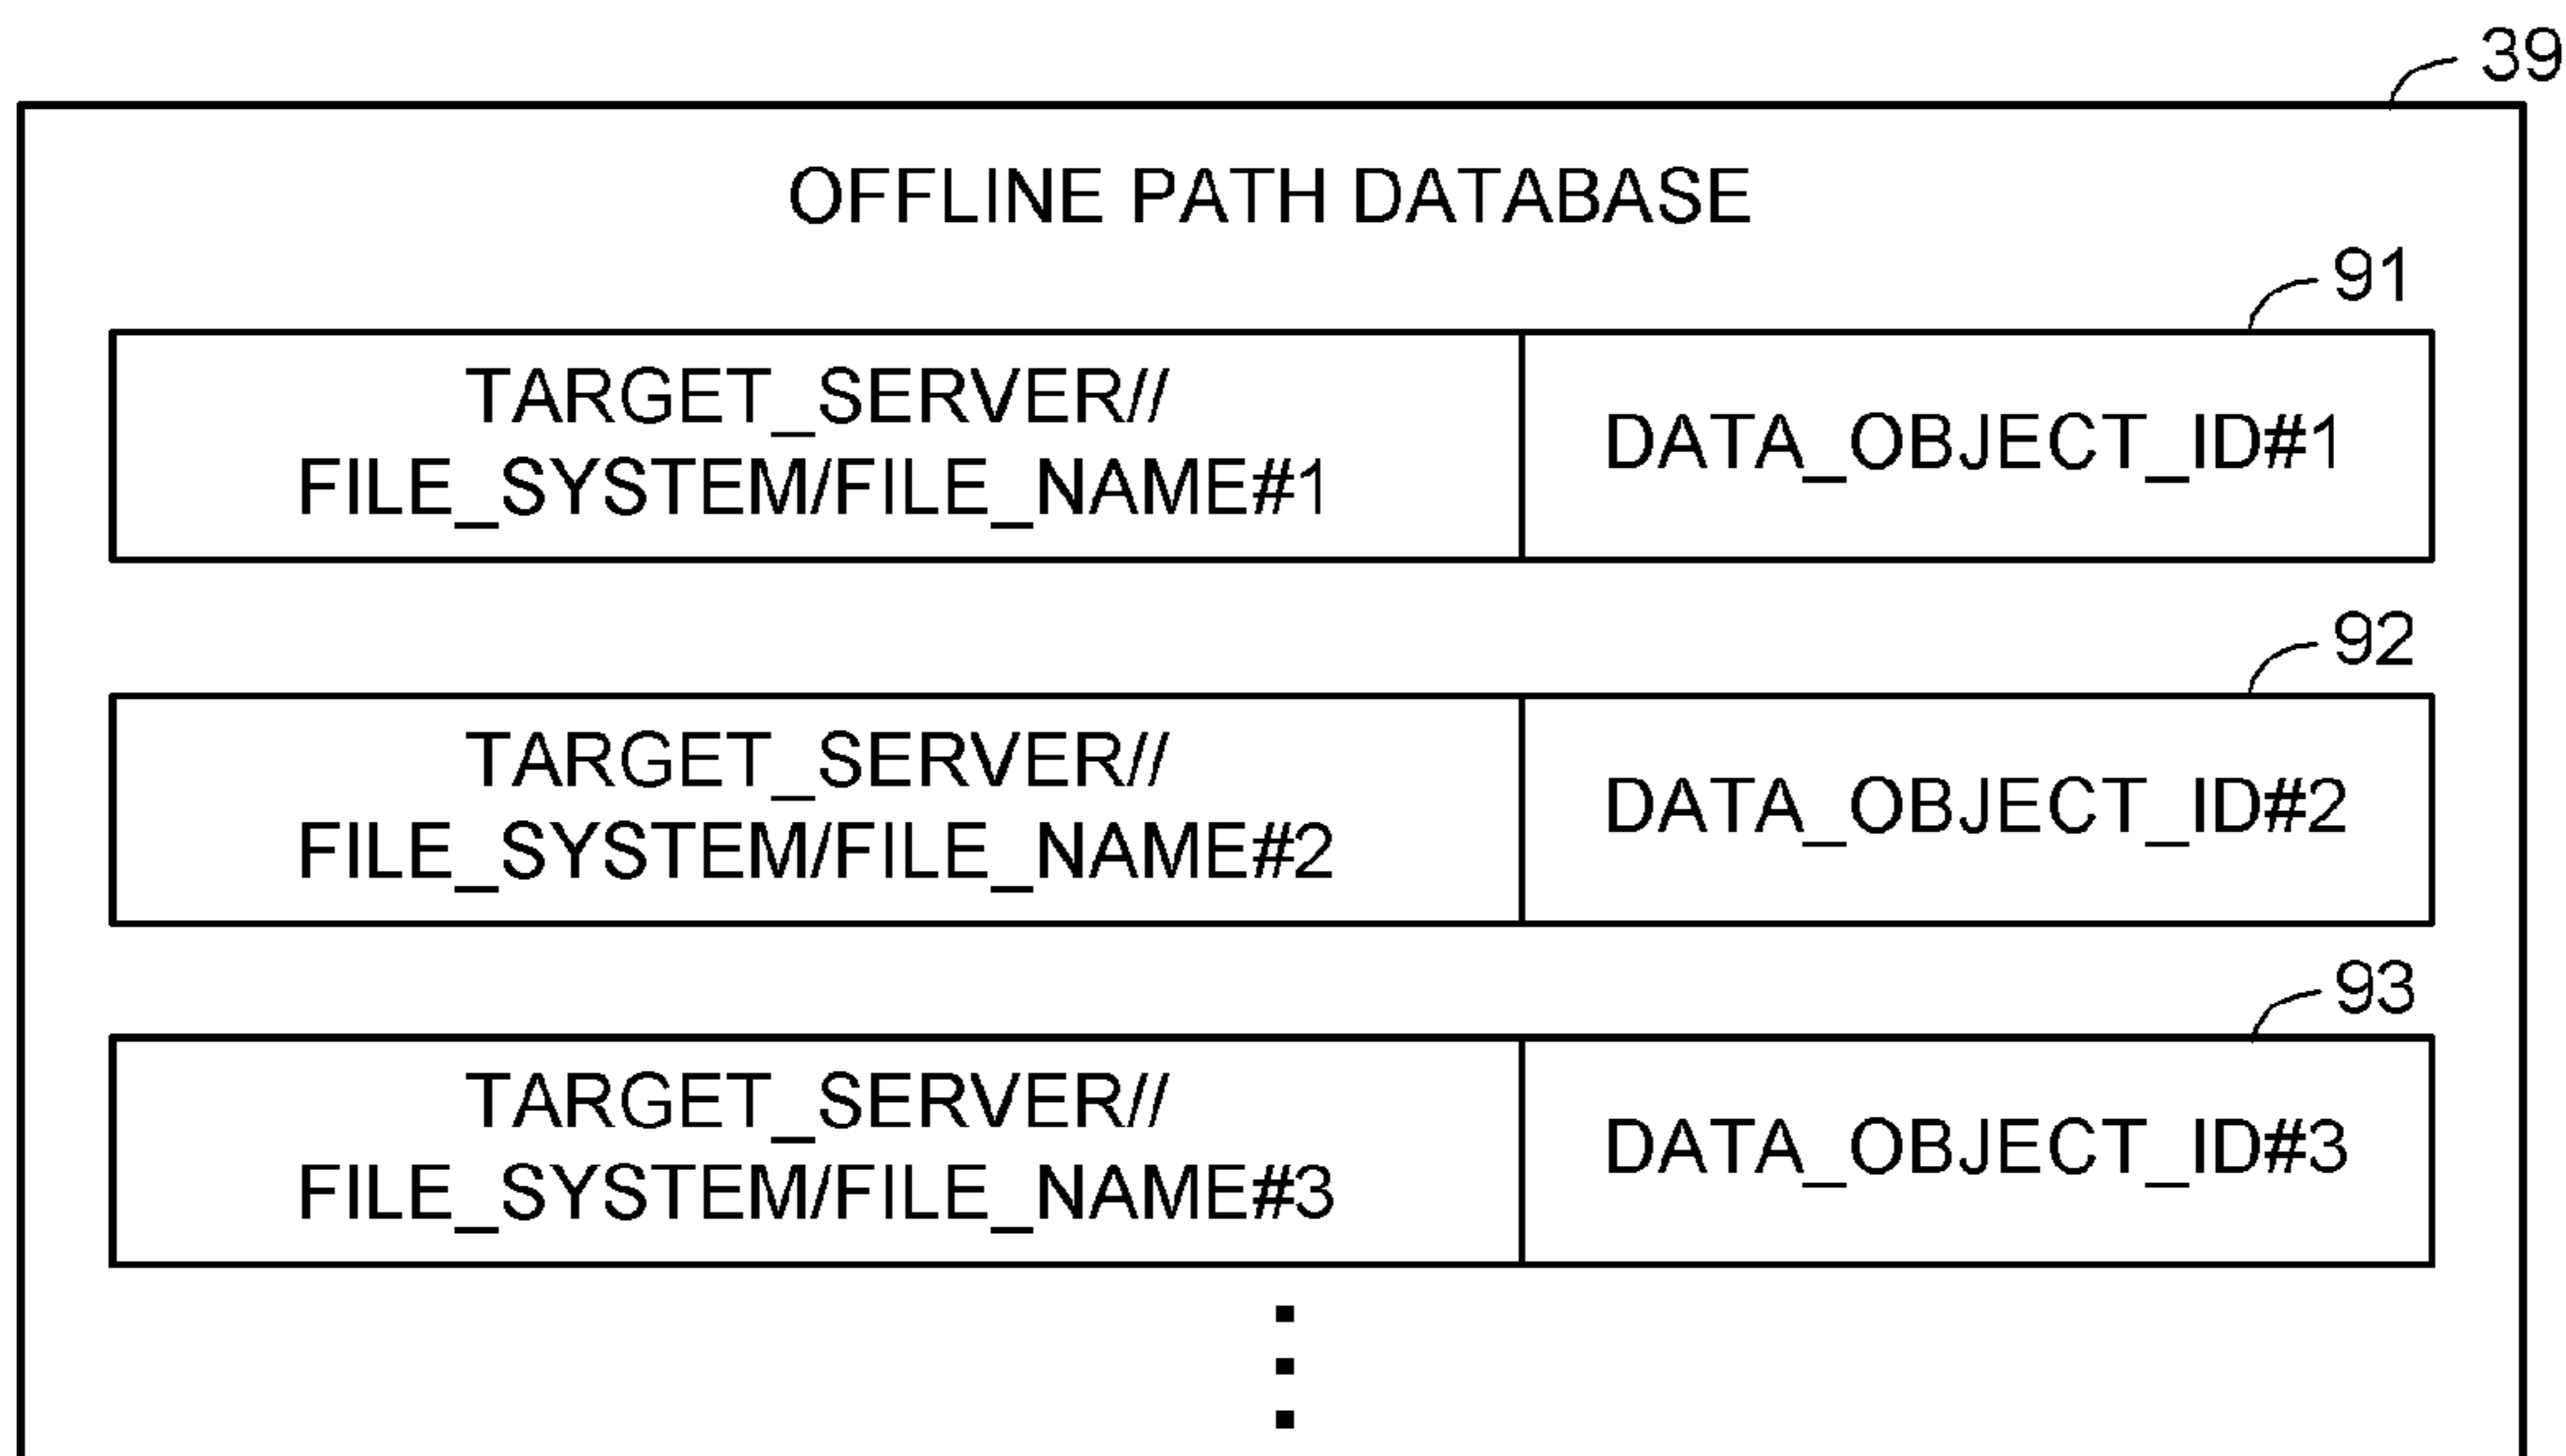 39
OFFLINE PATH DATABASE
91
TARGET_SERVER//
FILE_SYSTEM/FILE_NAME#1
DATA_OBJECT_ID#1
92
TARGET_SERVER//
FILE_SYSTEM/FILE_NAME#2
DATA_OBJECT_ID#2
93
TARGET_SERVER//
FILE_SYSTEM/FILE_NAME#3
DATA_OBJECT_ID#3